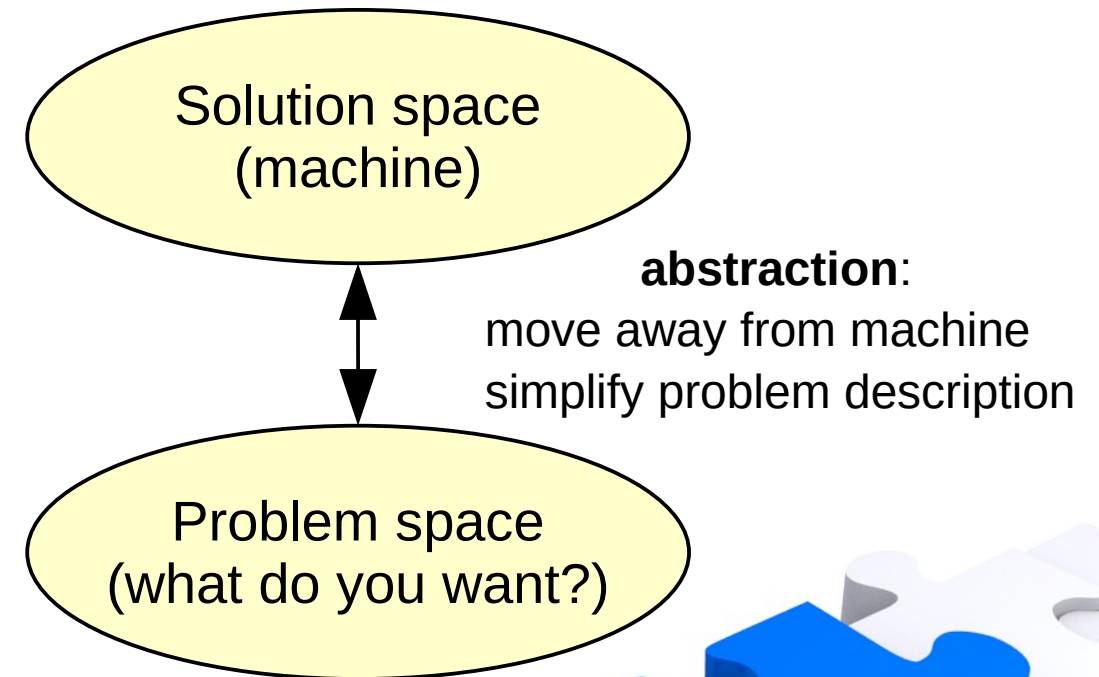 Solution space
(machine)
abstraction:
move away from machine
simplify problem description
Problem space
(what do you want?)